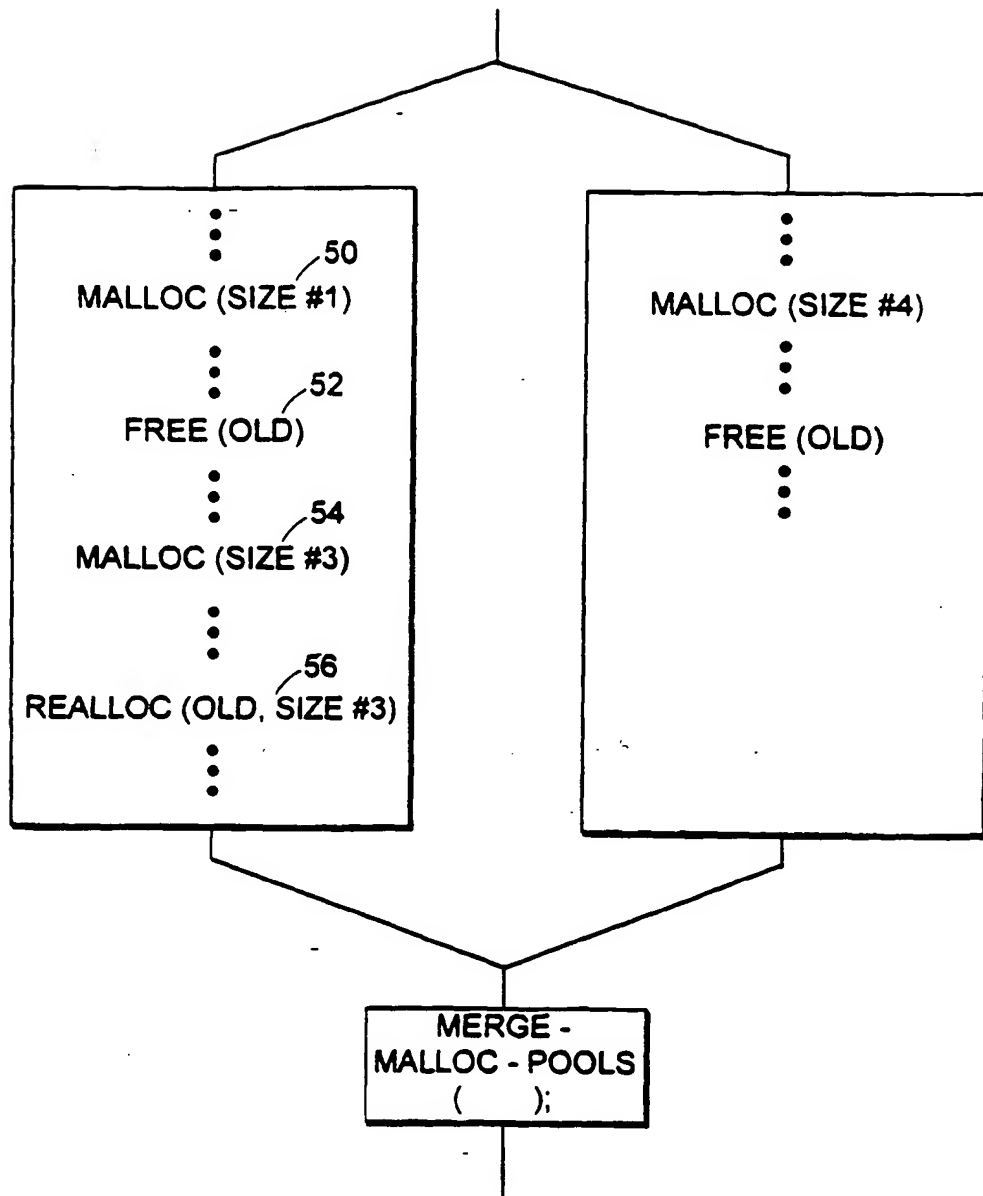 50
MALLOC (SIZE #1)
52
FREE (OLD)
54
MALLOC (SIZE #3)
56
REALLOC (OLD, SIZE #3)
MALLOC (SIZE #4)
FREE (OLD)
MERGE -
MALLOC - POOLS
( );